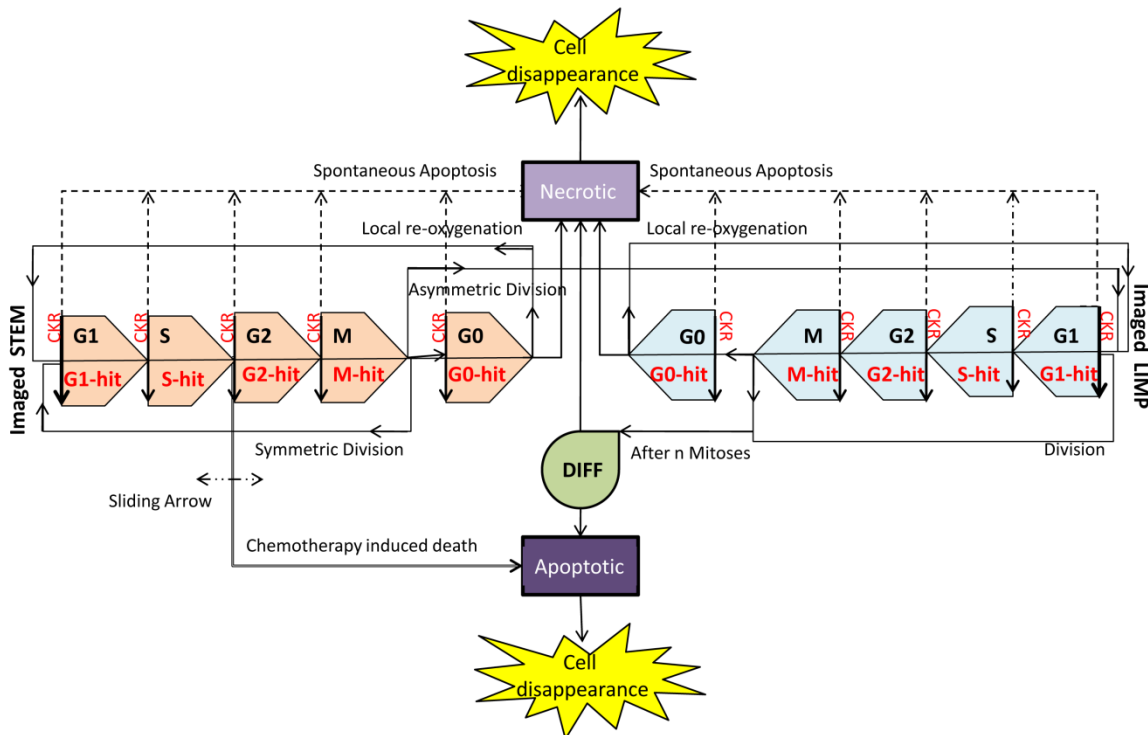 Cell
disappearance
Spontaneous Apoptosis
Necrotic
Spontaneous Apoptosis
Local re-oxygenation
Local re-oxygenation
Asymmetric Division
Imaged STEM
CKR
G1
G1-hit
CKR
S
S-hit
CKR
G2
G2-hit
CKR
M
M-hit
CKR
G0
G0-hit
G0
G0-hit
CKR
M
M-hit
CKR
G2
G2-hit
CKR
S
S-hit
CKR
G1
G1-hit
CKR
Imaged LIMP
Symmetric Division
After n Mitoses
Division
DIFF
Sliding Arrow
Chemotherapy induced death
Apoptotic
Cell
disappearance